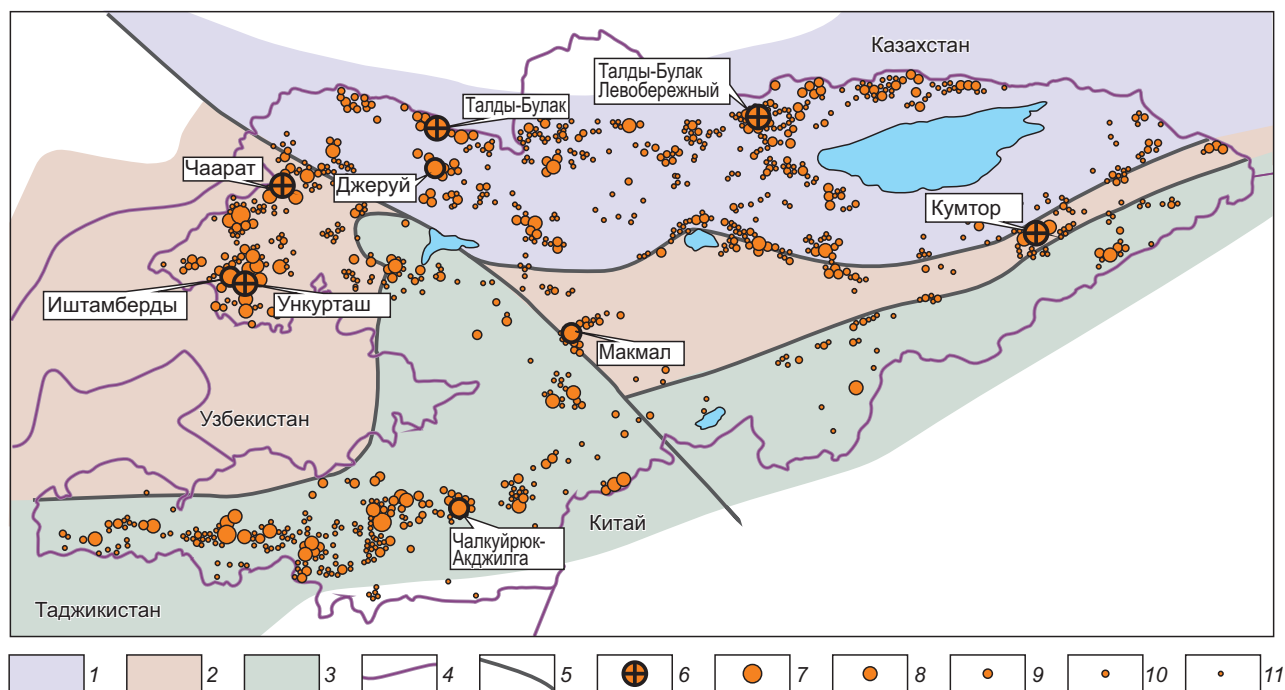 Казахстан
Талды-Булак
Левобережный
Талды-Булак
Чаарат
Джеруй
Кумтор
Иштамберды
Ункурташ
Макмал
Узбекистан
Китай
Чалкуйрюк-
Акджилга
Таджикистан
1 2 3 4 5 6 7 8 9 10 11